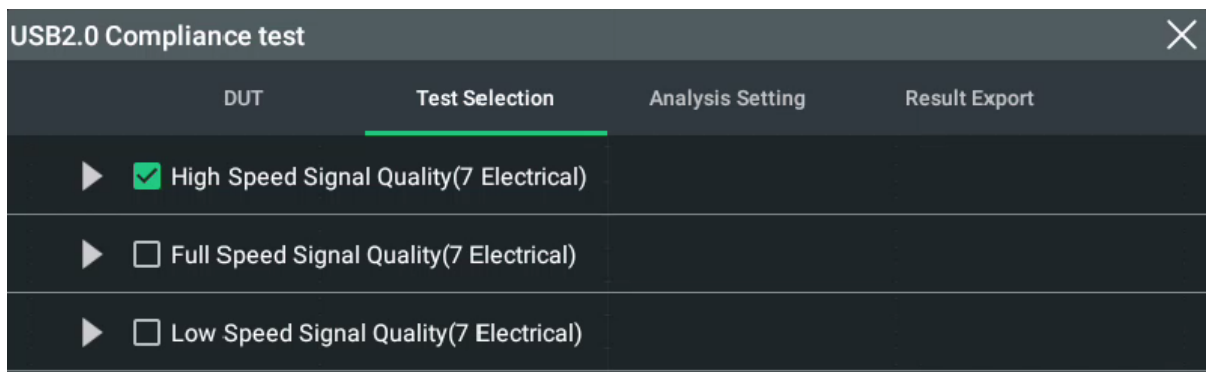 USB2.0 Compliance test
DUT Test Selection Analysis Setting Result Export
High Speed Signal Quality(7 Electrical)
Full Speed Signal Quality(7 Electrical)
Low Speed Signal Quality(7 Electrical)